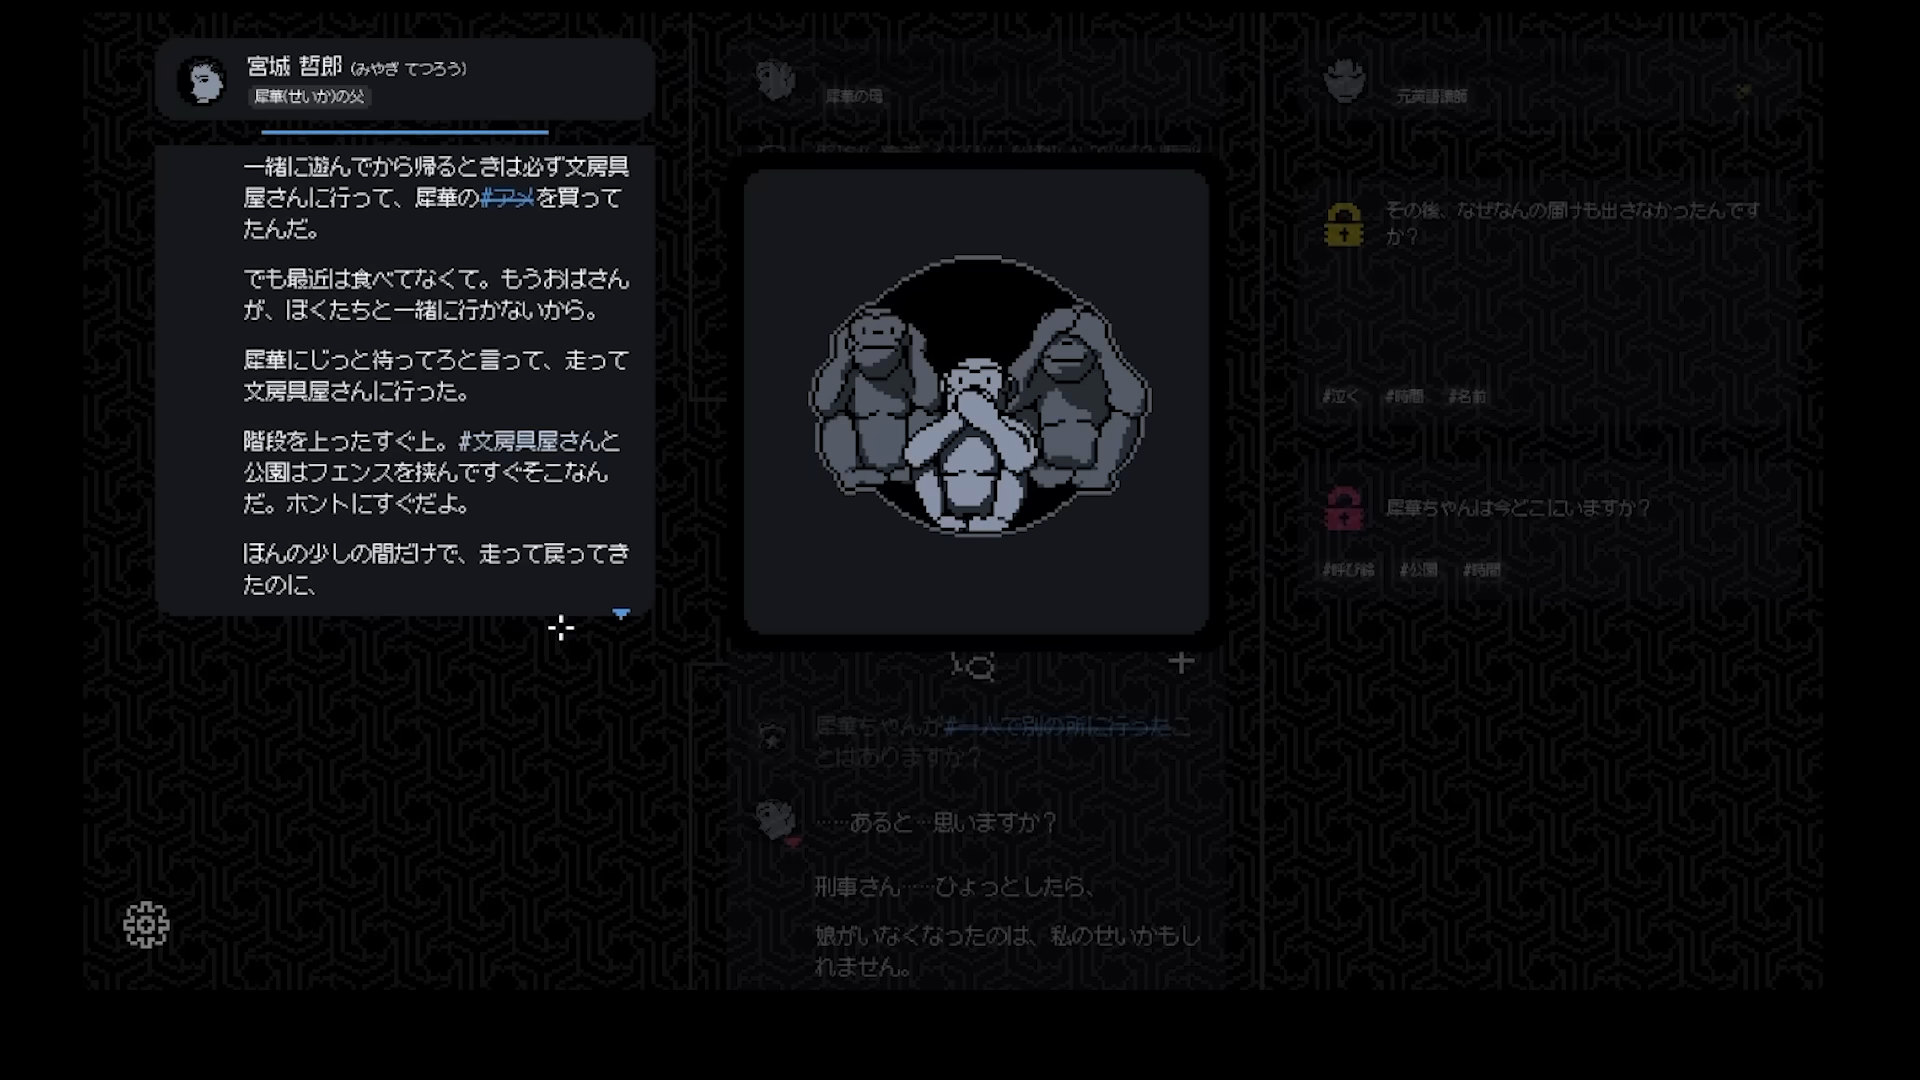 宮城 哲郎 (みやぎ てつろう)
犀華(せいか)の父
一緒に遊んでから帰るときは必ず文房具
屋さんに行って、犀華の#アメを買って
たんだ。
でも最近は食べてなくて。もうおばさん
が、ぼくたちと一緒に行かないから。
犀華にじっと待ってろと言って、走って
文房具屋さんに行った。
階段を上ったすぐ上。#文房具屋さんと
公園はフェンスを挟んですぐそこなん
だ。ホントにすぐだよ。
ほんの少しの間だけで、走って戻ってき
たのに、
犀華の母
犀華ちゃんが#一人で別の所に行ったこ
とはありますか?
……あると…思いますか?
刑事さん……ひょっとしたら、
娘がいなくなったのは、私のせいかもし
れません。
元英語講師
その後、なぜなんの届けも出さなかったんです
か?
#泣く #時間 #名前
犀華ちゃんは今どこにいますか?
#呼び鈴 #公園 #時間